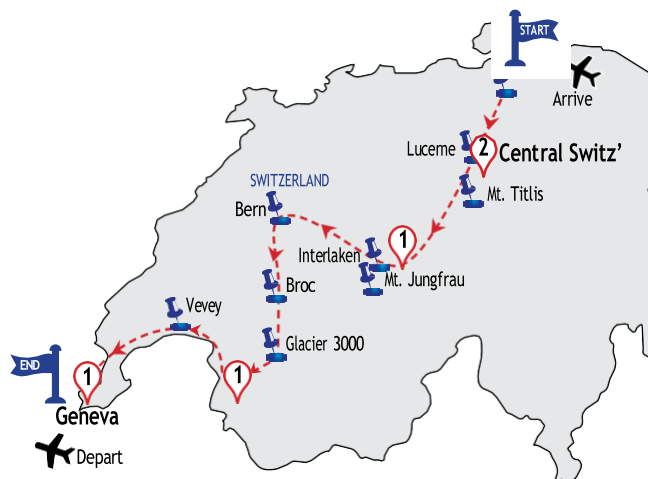 START
Arrive
Lucerne
2
Central Switz’
Mt. Titlis
SWITZERLAND
Bern
1
Interlaken
Mt. Jungfrau
Broc
Vevey
Glacier 3000
END
1
1
Geneva
Depart